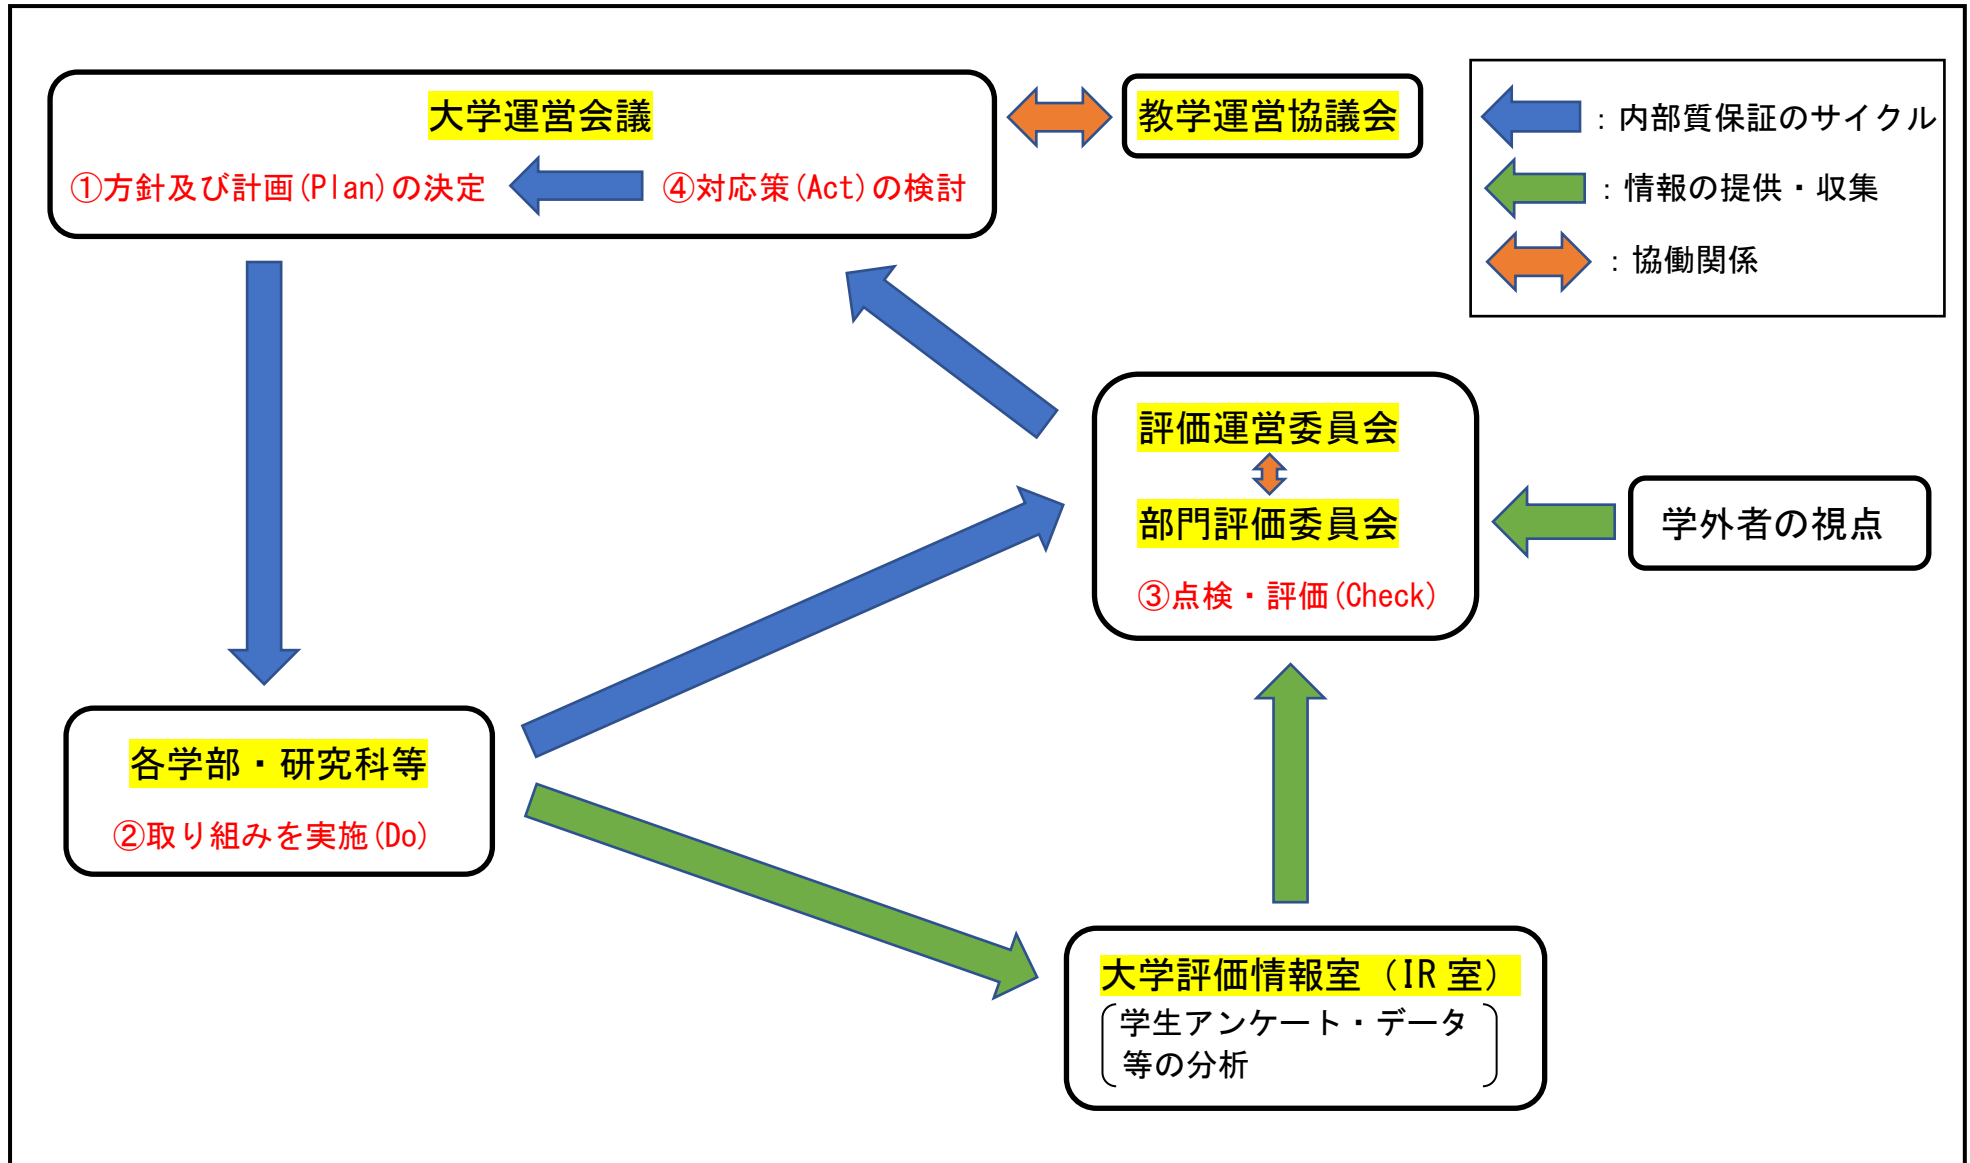 大学運営会議
①方針及び計画(Plan)の決定
④対応策(Act)の検討
教学運営協議会
：内部質保証のサイクル
：情報の提供・収集
：協働関係
評価運営委員会
部門評価委員会
③点検・評価(Check)
学外者の視点
各学部・研究科等
②取り組みを実施(Do)
大学評価情報室（IR室）
学生アンケート・データ
等の分析